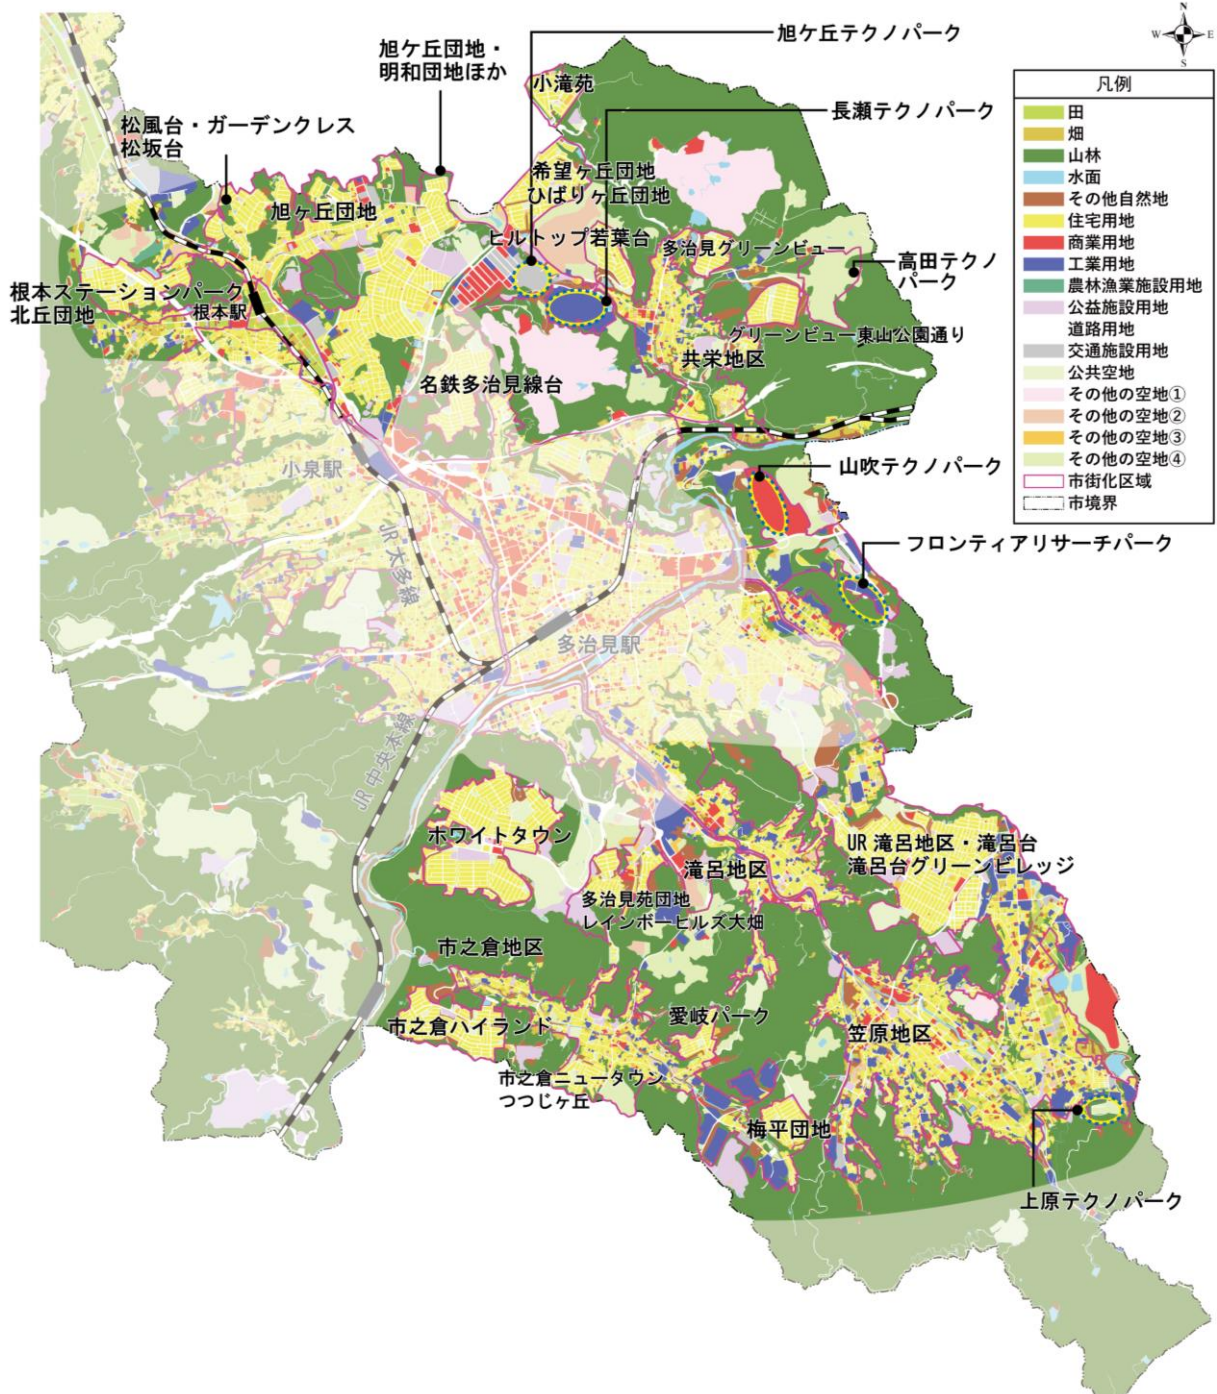 N
W
E
S
旭ケ丘テクノパーク
旭ケ丘団地・
明和団地ほか
小滝苑
長瀬テクノパーク
松風台・ガーデンクレス
松坂台
希望ヶ丘団地
ひばりヶ丘団地
旭ヶ丘団地
ヒルトップ若葉台
多治見グリーンビュー
高田テクノ
パーク
根本ステーションパーク
北丘団地
根本駅
グリーンビュー東山公園通り
共栄地区
名鉄多治見線台
小泉駅
山吹テクノパーク
JR 太多線
フロンティアリサーチパーク
多治見駅
JR 中央本線
ホワイトタウン
滝呂地区
UR 滝呂地区・滝呂台
滝呂台グリーンビレッジ
多治見苑団地
レインボーヒルズ大畑
市之倉地区
愛岐パーク
市之倉ハイランド
笠原地区
市之倉ニュータウン
つつじヶ丘
梅平団地
上原テクノパーク
凡例
田
畑
山林
水面
その他自然地
住宅用地
商業用地
工業用地
農林漁業施設用地
公益施設用地
道路用地
交通施設用地
公共空地
その他の空地①
その他の空地②
その他の空地③
その他の空地④
市街化区域
市境界